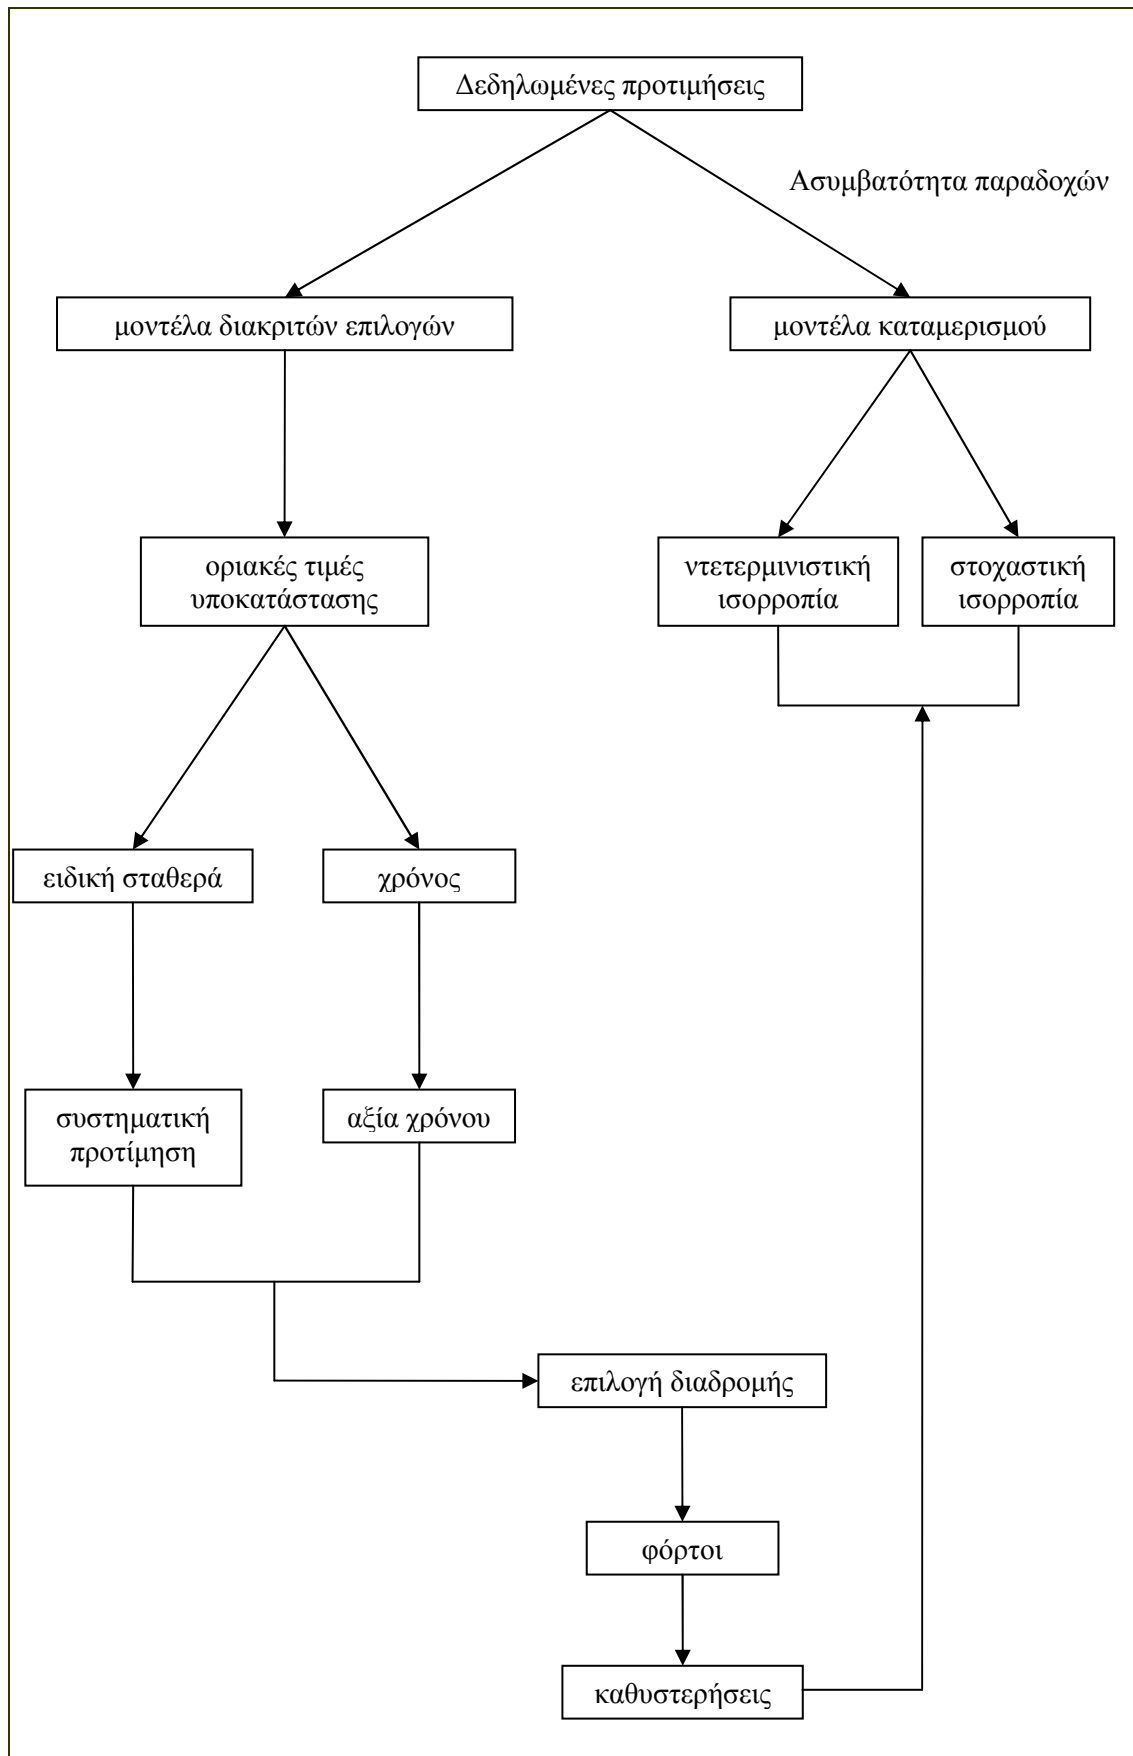 Δεδηλωμένες προτιμήσεις
Ασυμβατότητα παραδοχών
μοντέλα διακριτών επιλογών
μοντέλα καταμερισμού
οριακές τιμές
υποκατάστασης
ντετερμινιστική
ισορροπία
στοχαστική
ισορροπία
ειδική σταθερά
χρόνος
συστηματική
προτίμηση
αξία χρόνου
επιλογή διαδρομής
φόρτοι
καθυστερήσεις